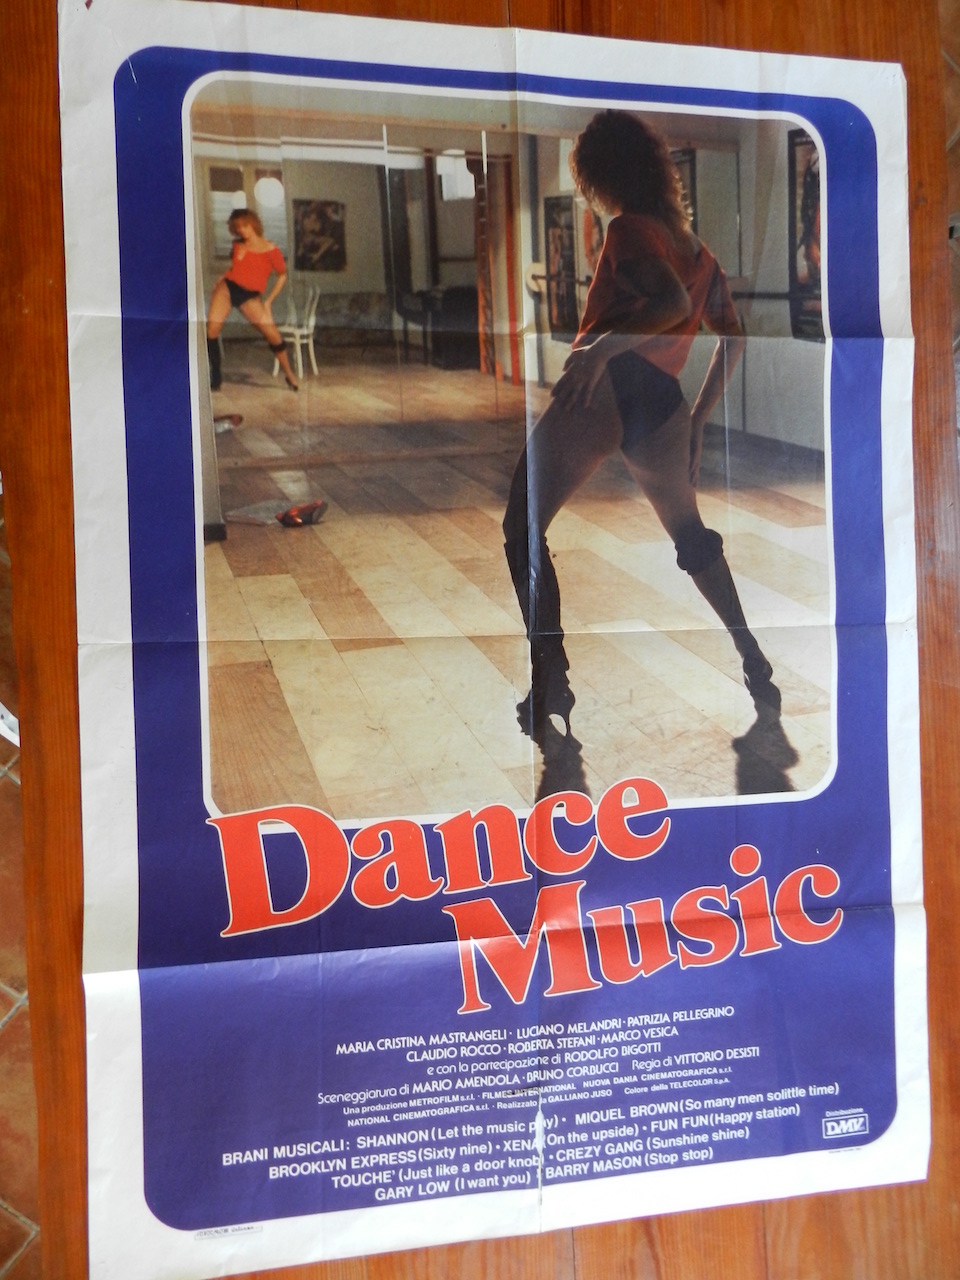 Dance
Music
MARIA CRISTINA MASTRANGELI · LUCIANO MELANDRI · PATRIZIA PELLEGRINO
CLAUDIO ROCCO · ROBERTA STEFANI · MARCO VESICA
e con la partecipazione di RODOLFO BIGOTTI
Sceneggiatura di MARIO AMENDOLA · BRUNO CORBUCCI Regia di VITTORIO DESISTI
Una produzione METROFILM s.r.l. · FILMES INTERNATIONAL NUOVA DANIA CINEMATOGRAFICA s.r.l.
NATIONAL CINEMATOGRAFICA s.r.l. · Realizzato da GALLIANO JUSO Colore della TELECOLOR S.p.A.
BRANI MUSICALI: SHANNON (Let the music play) · MIQUEL BROWN (So many men solittle time)
BROOKLYN EXPRESS (Sixty nine) · XENA (On the upside) · FUN FUN (Happy station)
TOUCHE' (Just like a door knob) · CREZY GANG (Sunshine shine)
GARY LOW (I want you) · BARRY MASON (Stop stop)
Distribuzione
DMV